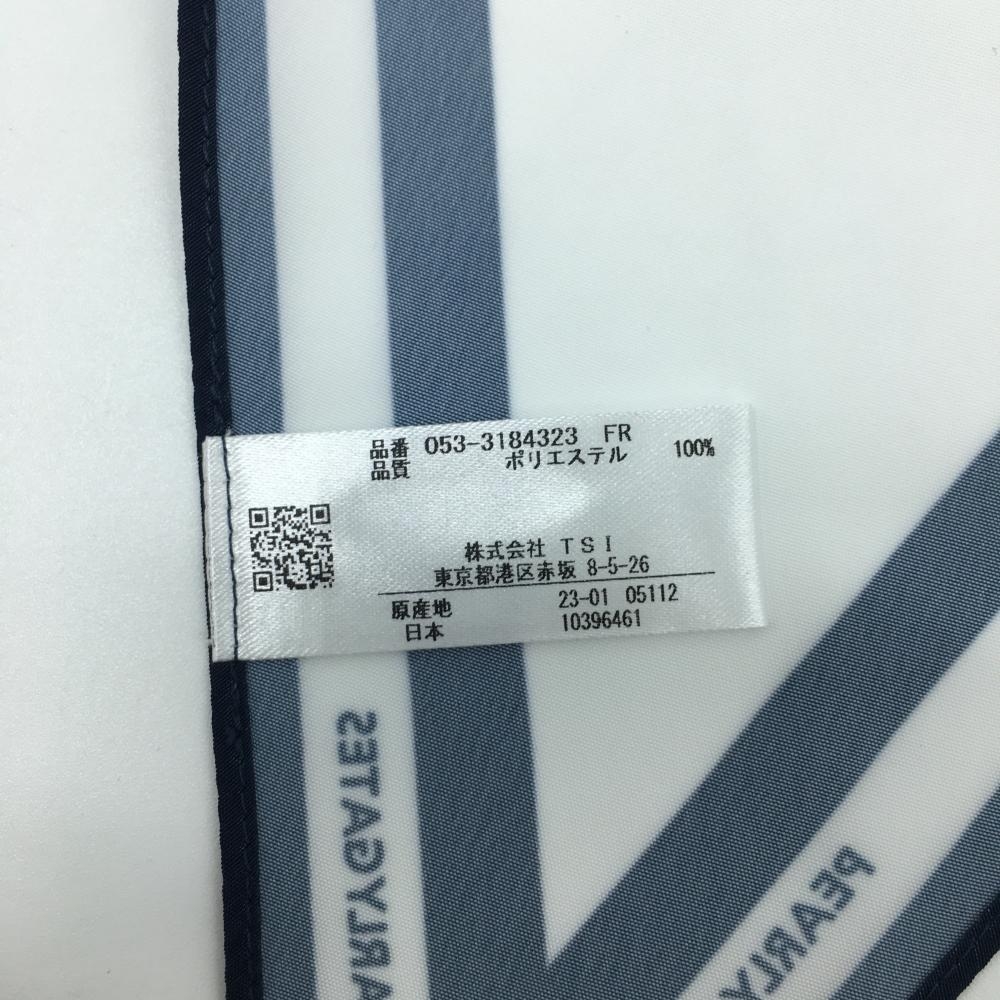 品番 053-3184323 FR
品質 ポリエステル 100%
株式会社 TSI
東京都港区赤坂 8-5-26
原産地 23-01 05112
日本 10396461
ARLYGATES
PEARLY